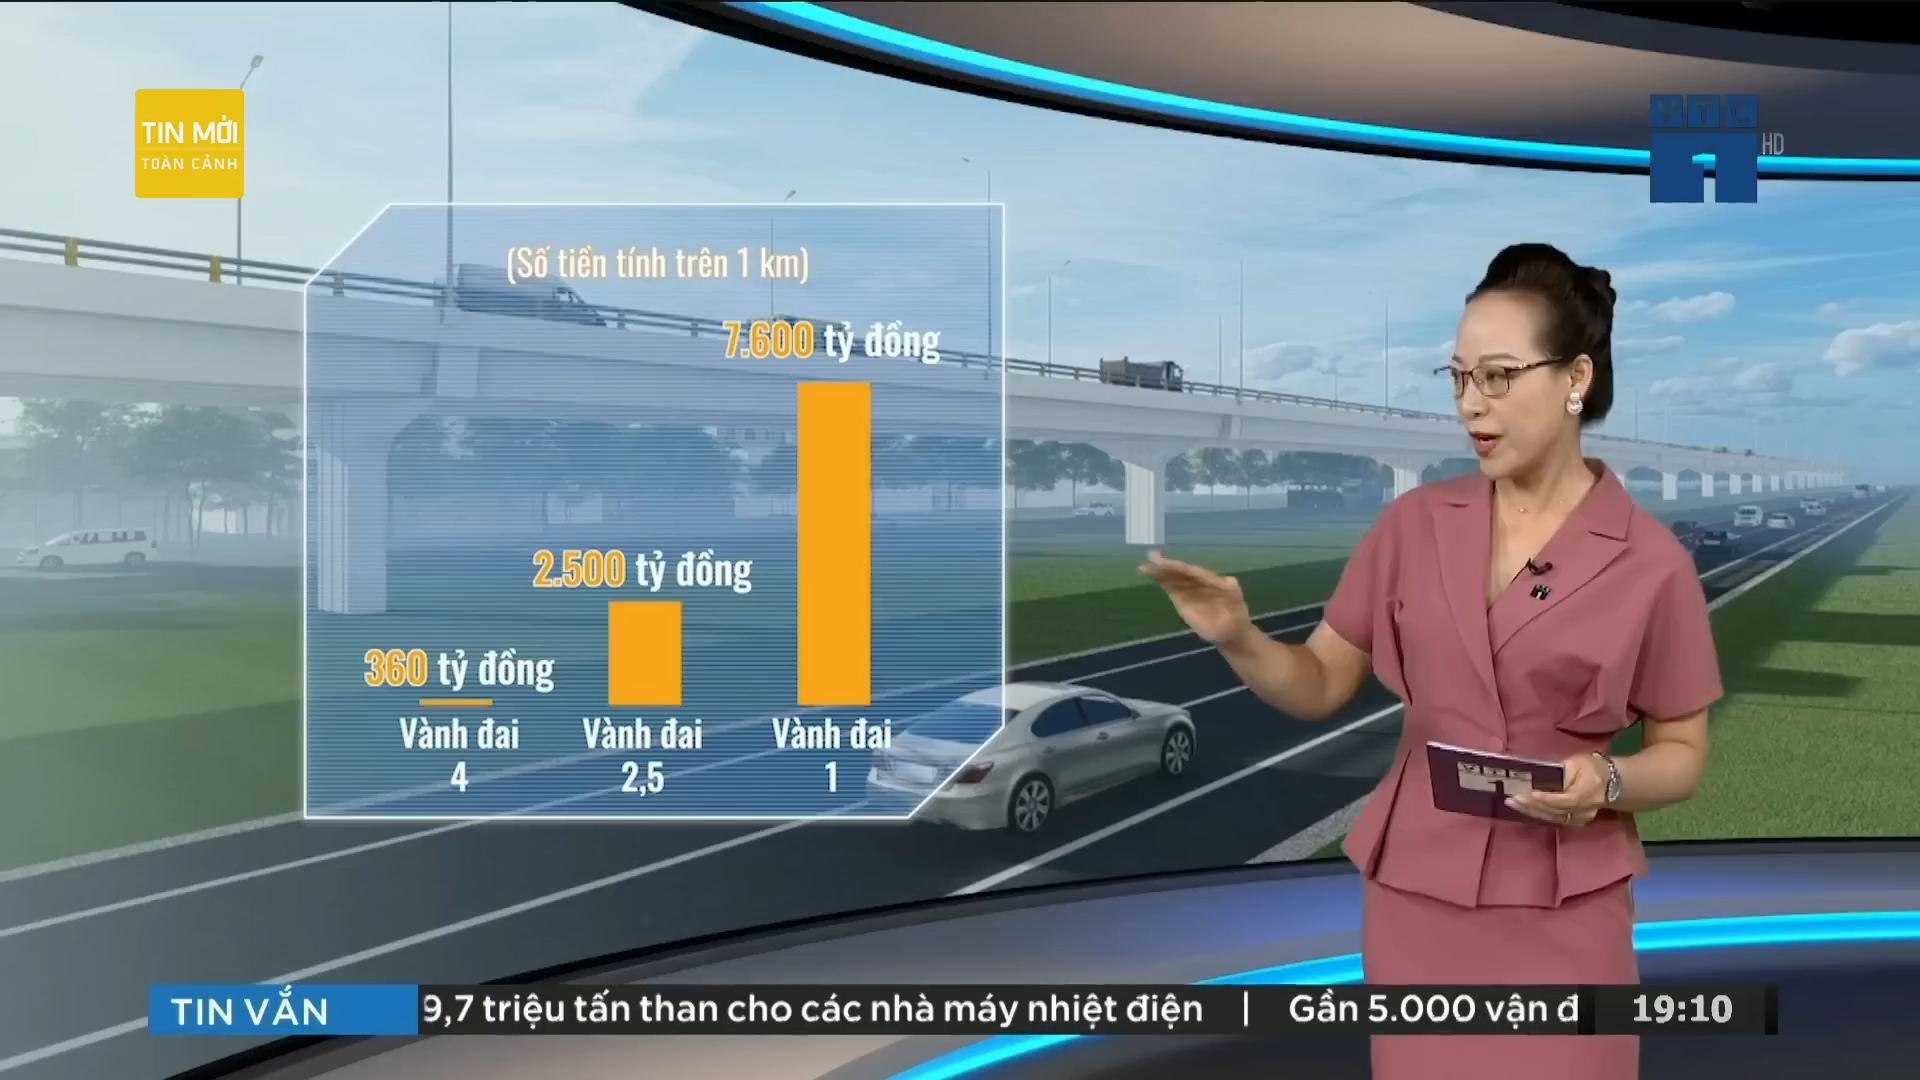 TIN MỚI
TOÀN CẢNH
VTC
1
HD
(Số tiền tính trên 1 km)
7.600 tỷ đồng
2.500 tỷ đồng
360 tỷ đồng
Vành đai
4
Vành đai
2,5
Vành đai
1
VTC
1
TIN VẮN
9,7 triệu tấn than cho các nhà máy nhiệt điện | Gần 5.000 vận đ
19:10